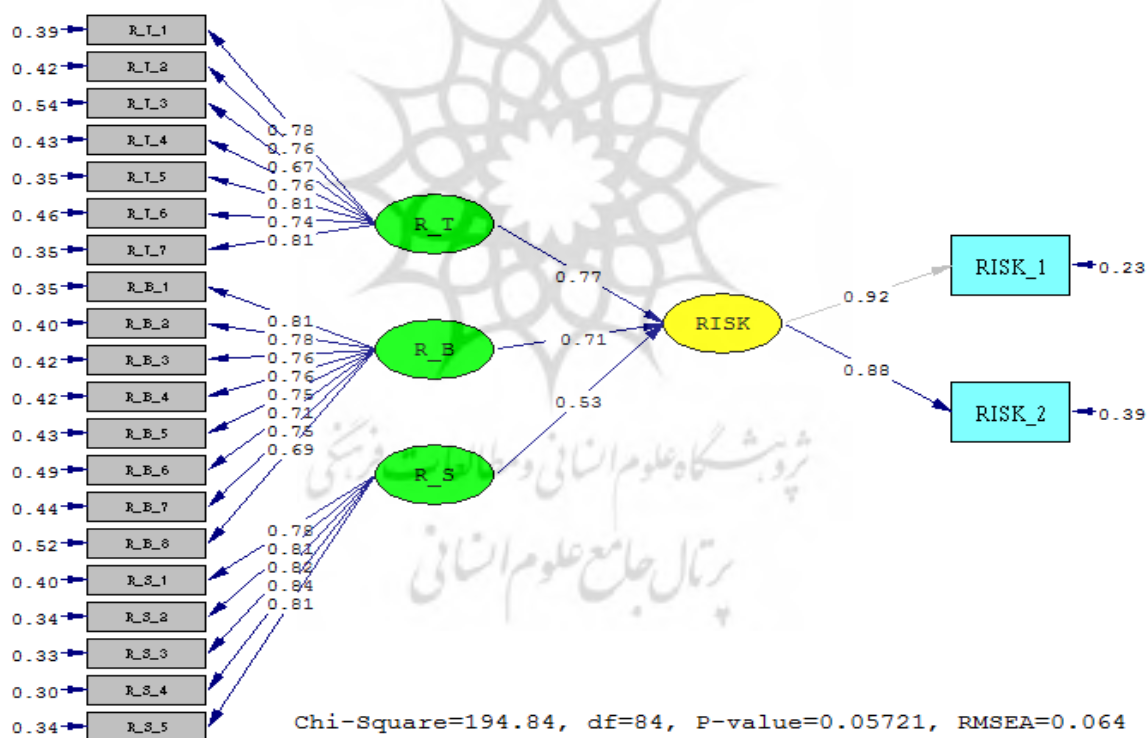 0.39
R_T_1
0.42
R_T_2
0.54
R_T_3
0.43
R_T_4
0.35
R_T_5
0.46
R_T_6
0.35
R_T_7
0.35
R_B_1
0.40
R_B_2
0.42
R_B_3
0.42
R_B_4
0.43
R_B_5
0.49
R_B_6
0.44
R_B_7
0.52
R_B_8
0.40
R_S_1
0.34
R_S_2
0.33
R_S_3
0.30
R_S_4
0.34
R_S_5
0.78
0.76
0.67
0.76
0.81
0.74
0.81
0.81
0.78
0.76
0.76
0.75
0.71
0.75
0.69
0.78
0.81
0.82
0.84
0.81
R_T
R_B
R_S
0.77
0.71
0.53
RISK
0.92
0.88
RISK_1
0.23
RISK_2
0.39
پژوهشگاه علوم انسانی و مطالعات فرهنگی
پرتال جامع علوم انسانی
Chi-Square=194.84, df=84, P-value=0.05721, RMSEA=0.064